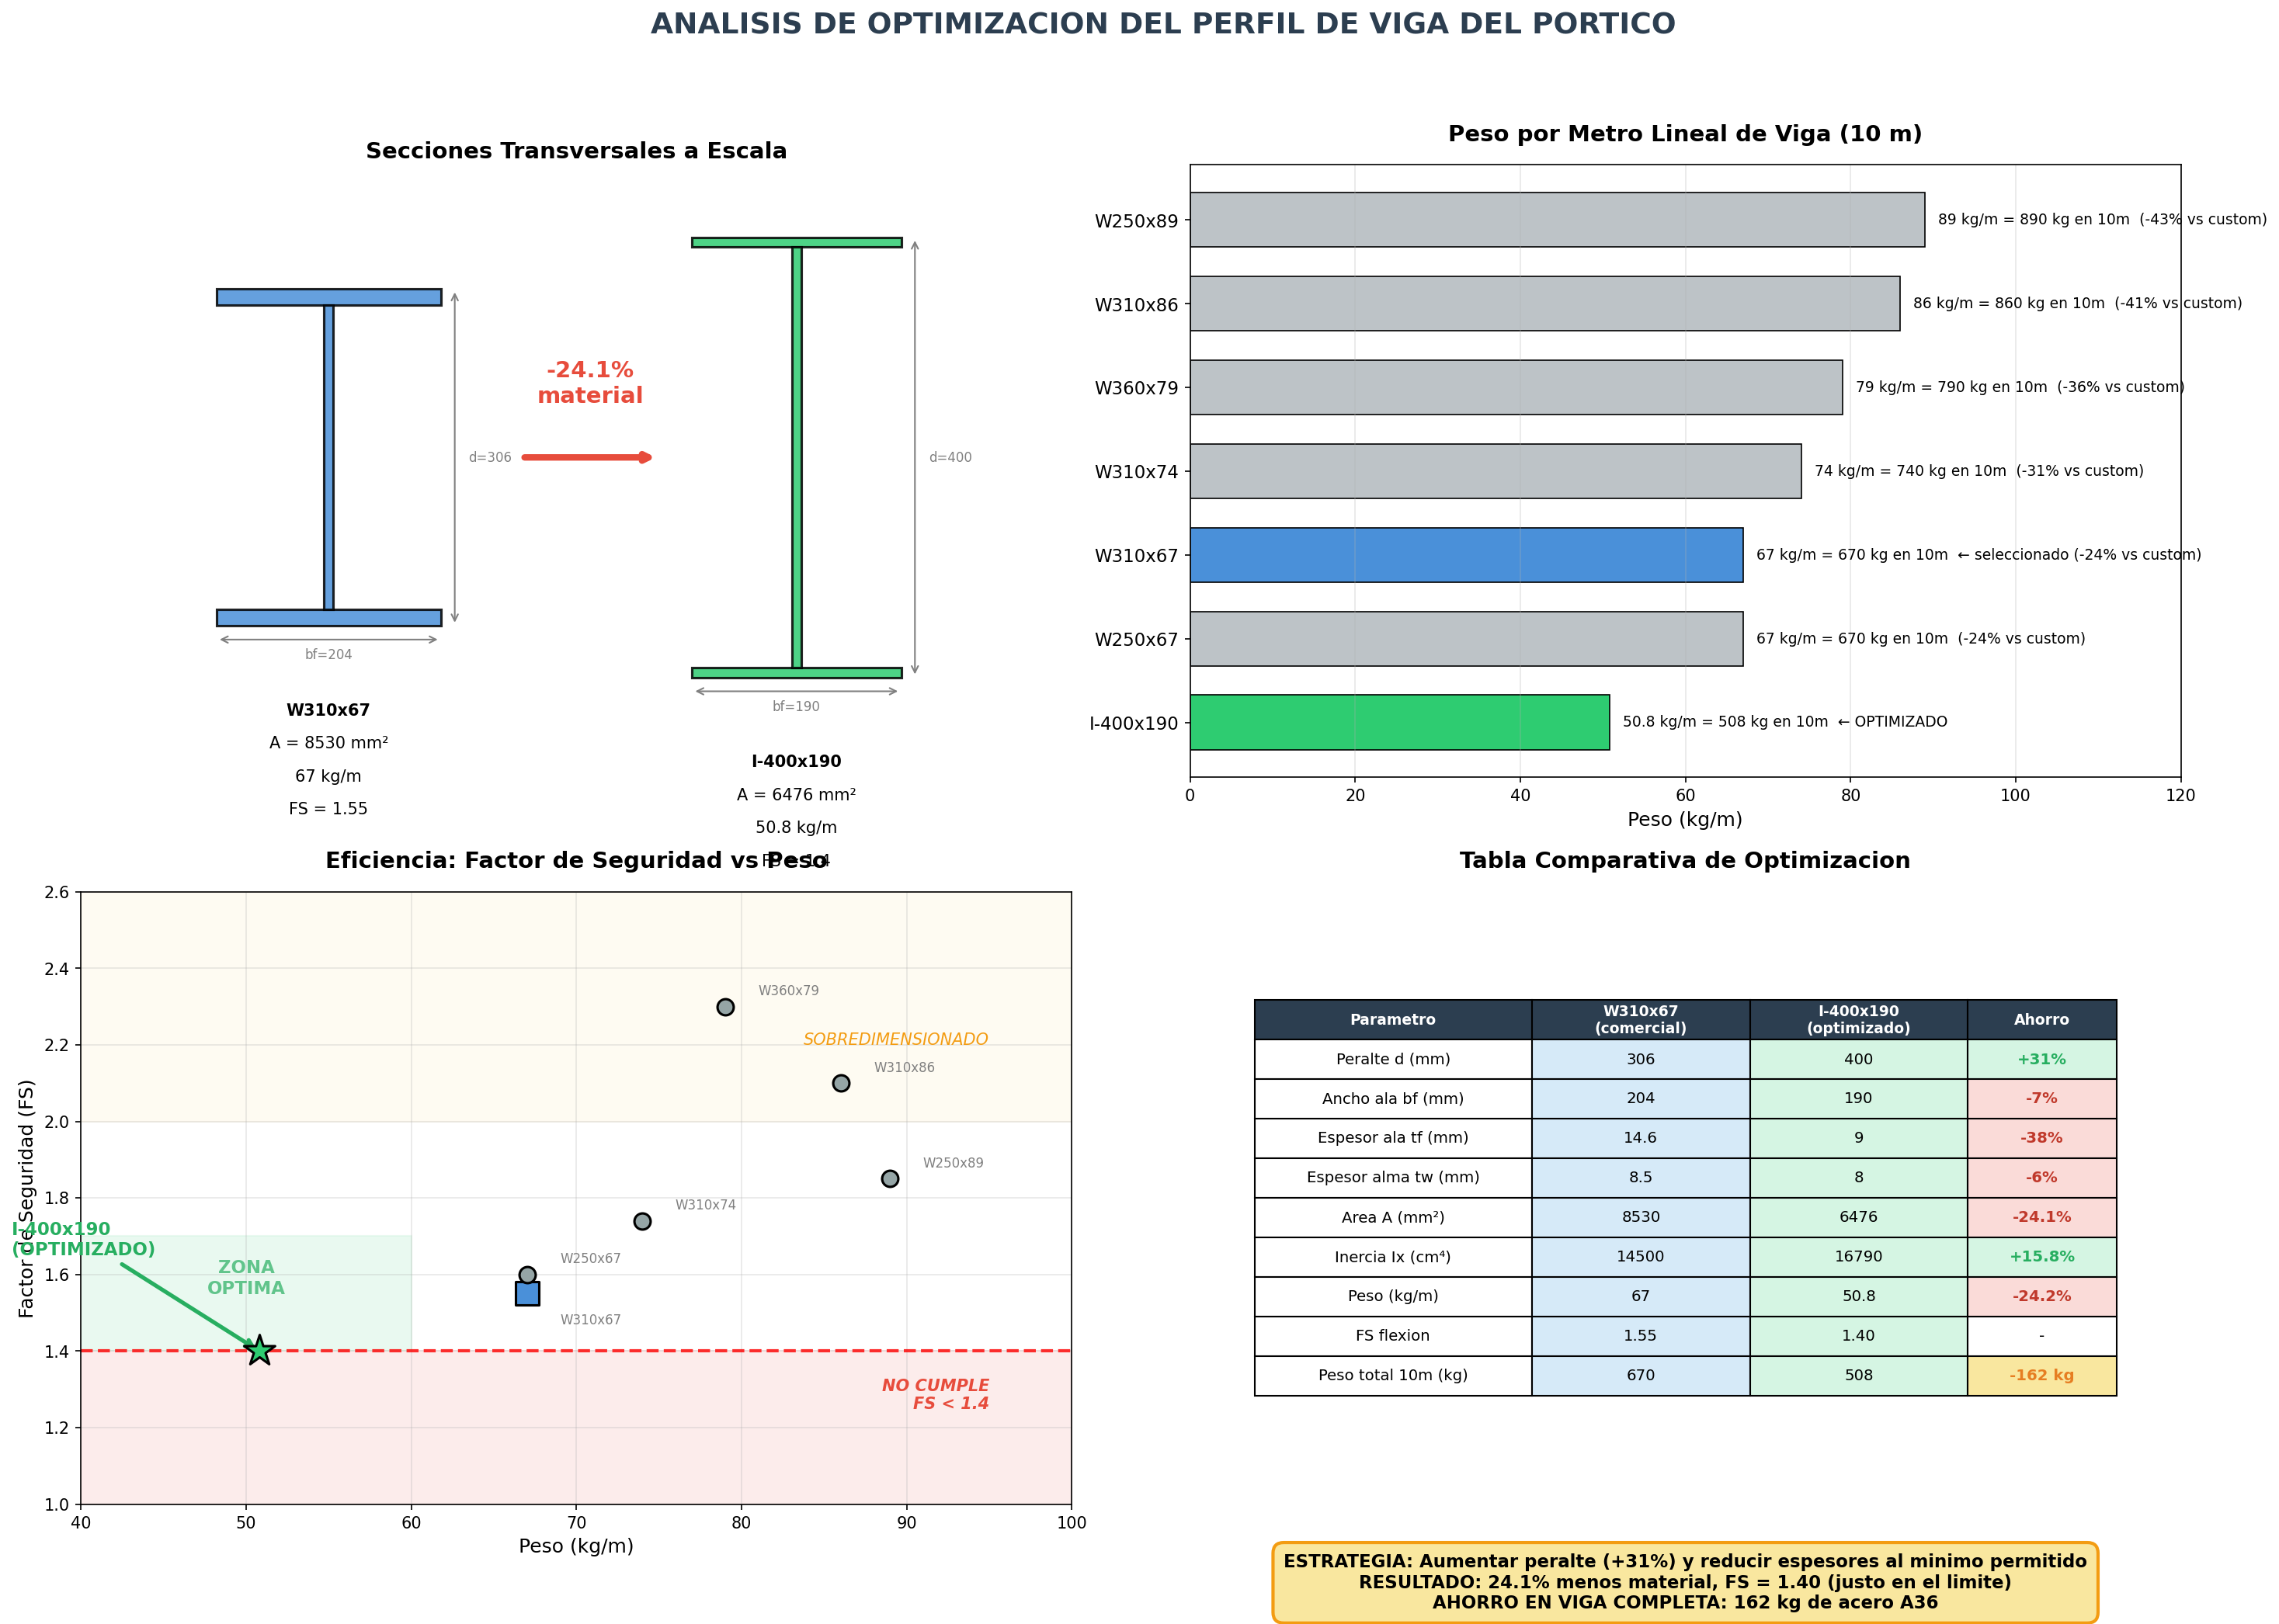 ANALISIS DE OPTIMIZACION DEL PERFIL DE VIGA DEL PORTICO
Secciones Transversales a Escala
-24.1%
material
d=306
d=400
bf=204
bf=190
W310x67
A = 8530 mm²
67 kg/m
FS = 1.55
I-400x190
A = 6476 mm²
50.8 kg/m
FS = 1.4
Peso por Metro Lineal de Viga (10 m)
W250x89
89 kg/m = 890 kg en 10m (-43% vs custom)
W310x86
86 kg/m = 860 kg en 10m (-41% vs custom)
W360x79
79 kg/m = 790 kg en 10m (-36% vs custom)
W310x74
74 kg/m = 740 kg en 10m (-31% vs custom)
W310x67
67 kg/m = 670 kg en 10m ← seleccionado (-24% vs custom)
W250x67
67 kg/m = 670 kg en 10m (-24% vs custom)
I-400x190
50.8 kg/m = 508 kg en 10m ← OPTIMIZADO
0 20 40 60 80 100 120
Peso (kg/m)
Eficiencia: Factor de Seguridad vs Peso
Factor de Seguridad (FS)
2.6
2.4
2.2
2.0
1.8
1.6
1.4
1.2
1.0
W360x79
SOBREDIMENSIONADO
W310x86
W250x89
W310x74
I-400x190
(OPTIMIZADO)
ZONA
OPTIMA
W250x67
W310x67
NO CUMPLE
FS < 1.4
40 50 60 70 80 90 100
Peso (kg/m)
Tabla Comparativa de Optimizacion
Parametro W310x67 (comercial) I-400x190 (optimizado) Ahorro
Peralte d (mm) 306 400 +31%
Ancho ala bf (mm) 204 190 -7%
Espesor ala tf (mm) 14.6 9 -38%
Espesor alma tw (mm) 8.5 8 -6%
Area A (mm²) 8530 6476 -24.1%
Inercia Ix (cm⁴) 14500 16790 +15.8%
Peso (kg/m) 67 50.8 -24.2%
FS flexion 1.55 1.40 -
Peso total 10m (kg) 670 508 -162 kg
ESTRATEGIA: Aumentar peralte (+31%) y reducir espesores al minimo permitido
RESULTADO: 24.1% menos material, FS = 1.40 (justo en el limite)
AHORRO EN VIGA COMPLETA: 162 kg de acero A36